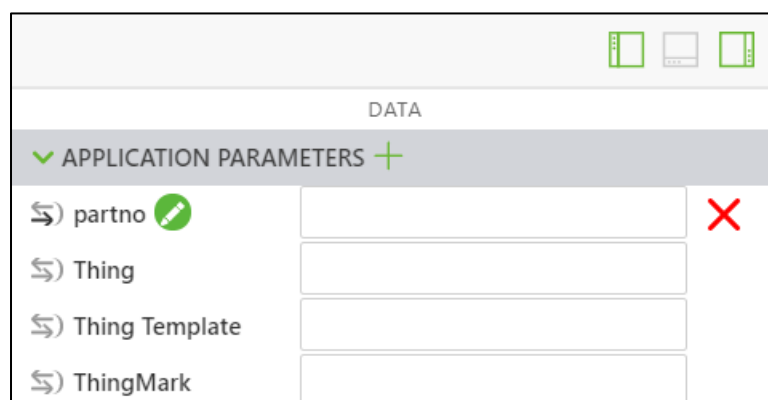 DATA
APPLICATION PARAMETERS
partno
Thing
Thing Template
ThingMark